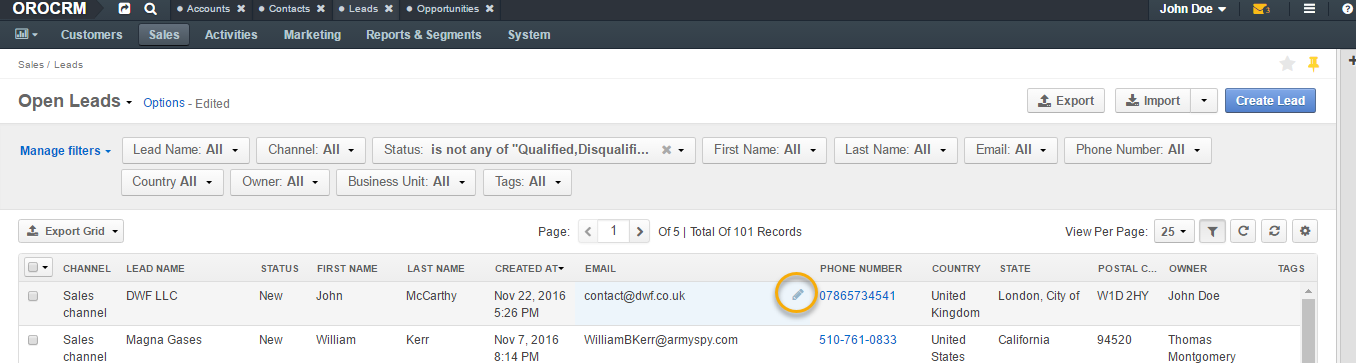 OROCRM Accounts Contacts Leads Opportunities John Doe 3
Customers Sales Activities Marketing Reports & Segments System
Sales / Leads
Open Leads Options - Edited Export Import Create Lead
Manage filters Lead Name: All Channel: All Status: is not any of "Qualified,Disqualifi... First Name: All Last Name: All Email: All Phone Number: All
Country All Owner: All Business Unit: All Tags: All
Export Grid Page: 1 Of 5 | Total Of 101 Records View Per Page: 25
CHANNEL LEAD NAME STATUS FIRST NAME LAST NAME CREATED AT EMAIL PHONE NUMBER COUNTRY STATE POSTAL C... OWNER TAGS
Sales DWF LLC New John McCarthy Nov 22, 2016 contact@dwf.co.uk 07865734541 United London, City of W1D 2HY John Doe
channel 5:26 PM Kingdom
Sales Magna Gases New William Kerr Nov 7, 2016 WilliamBKerr@armyspy.com 510-761-0833 United California 94520 Thomas
channel 8:14 PM States Montgomery